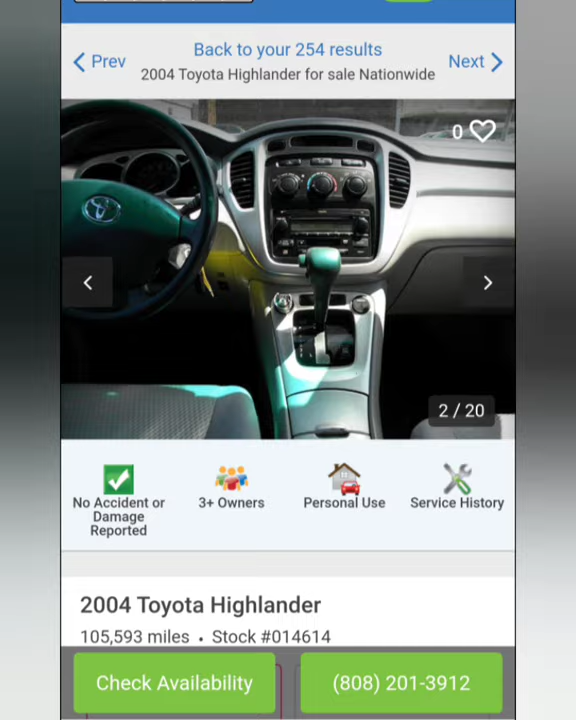 Prev
Back to your 254 results
2004 Toyota Highlander for sale Nationwide
Next
0
2 / 20
No Accident or
Damage
Reported
3+ Owners
Personal Use
Service History
2004 Toyota Highlander
105,593 miles • Stock #014614
Check Availability
(808) 201-3912